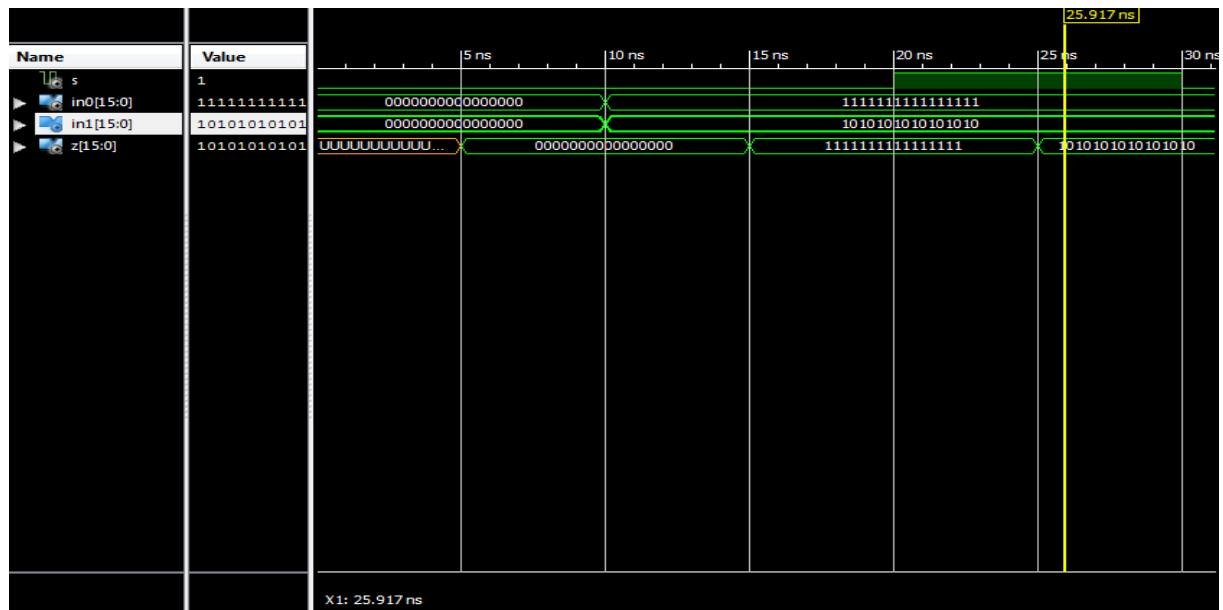 25.917 ns
Name Value 5 ns 10 ns 15 ns 20 ns 25 ns 30 ns
s 1
in0[15:0] 11111111111 0000000000000000 1111111111111111
in1[15:0] 10101010101 0000000000000000 1010101010101010
z[15:0] 10101010101 UUUUUUUUUUU... 0000000000000000 1111111111111111 1010101010101010
X1: 25.917 ns